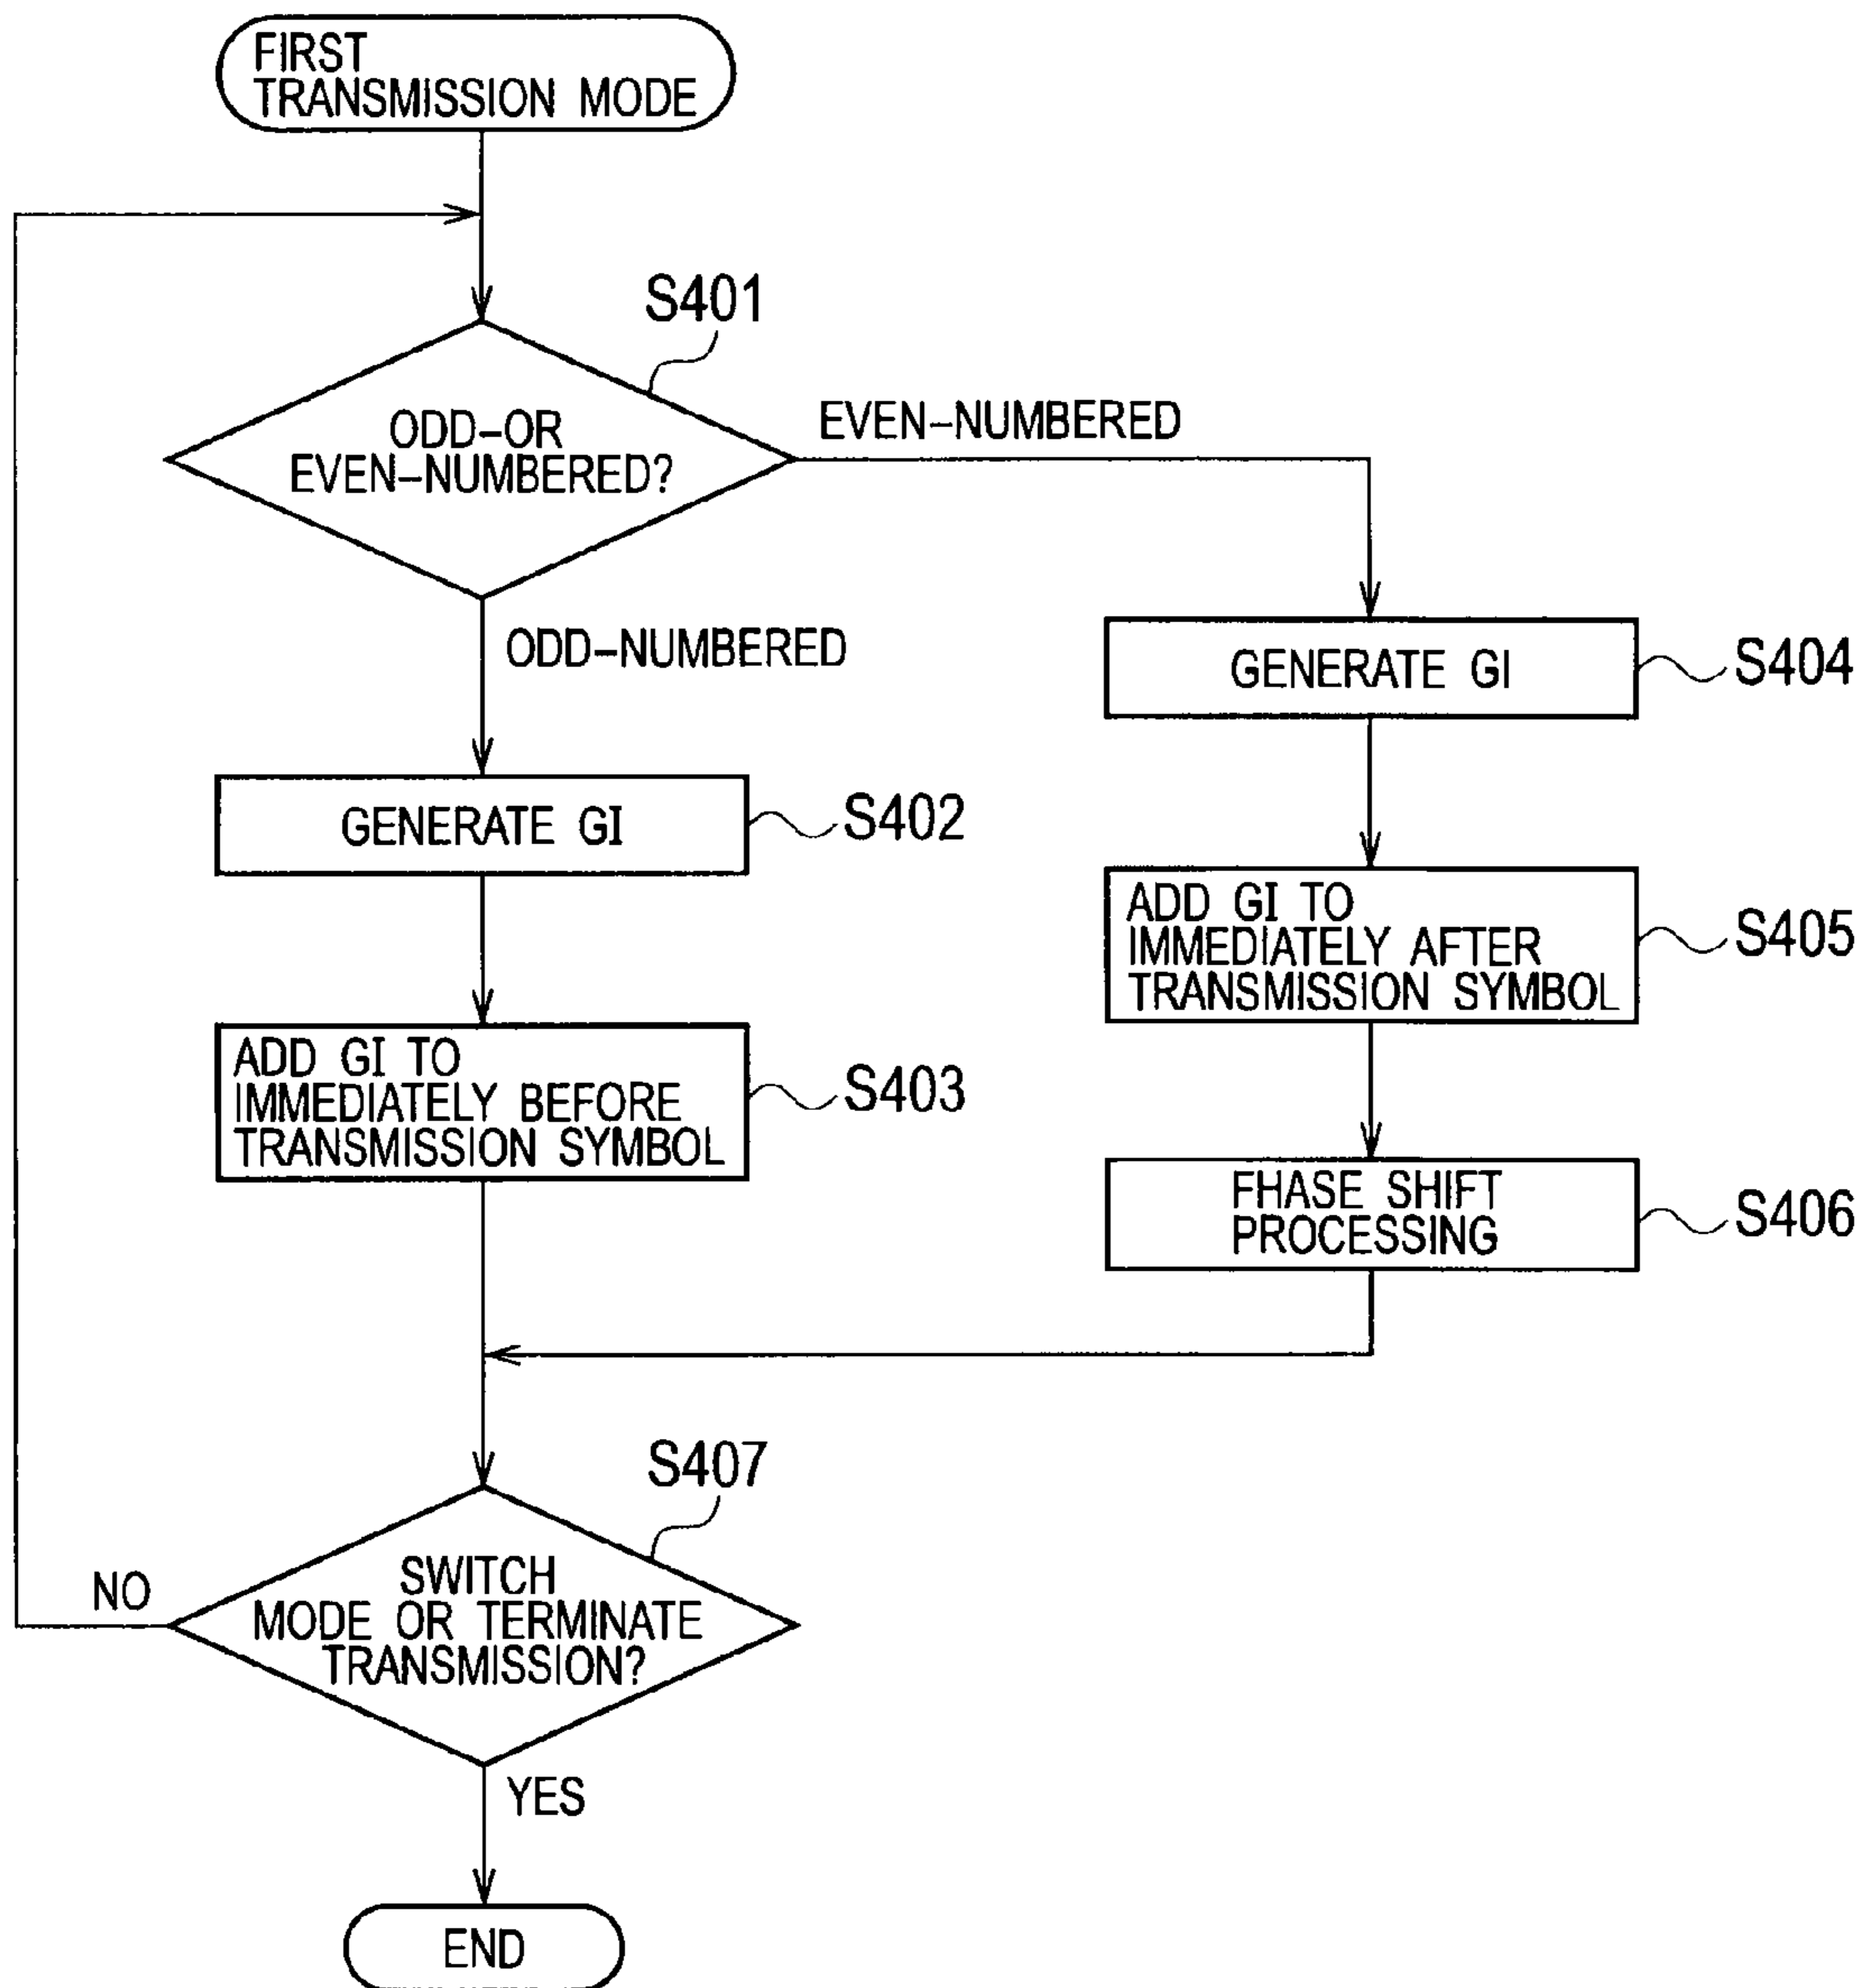 FIRST
TRANSMISSION MODE
S401
ODD-OR
EVEN-NUMBERED?
EVEN-NUMBERED
ODD-NUMBERED
GENERATE GI
S404
GENERATE GI
S402
ADD GI TO
IMMEDIATELY AFTER
TRANSMISSION SYMBOL
S405
ADD GI TO
IMMEDIATELY BEFORE
TRANSMISSION SYMBOL
S403
FHASE SHIFT
PROCESSING
S406
S407
SWITCH
MODE OR TERMINATE
TRANSMISSION?
NO
YES
END